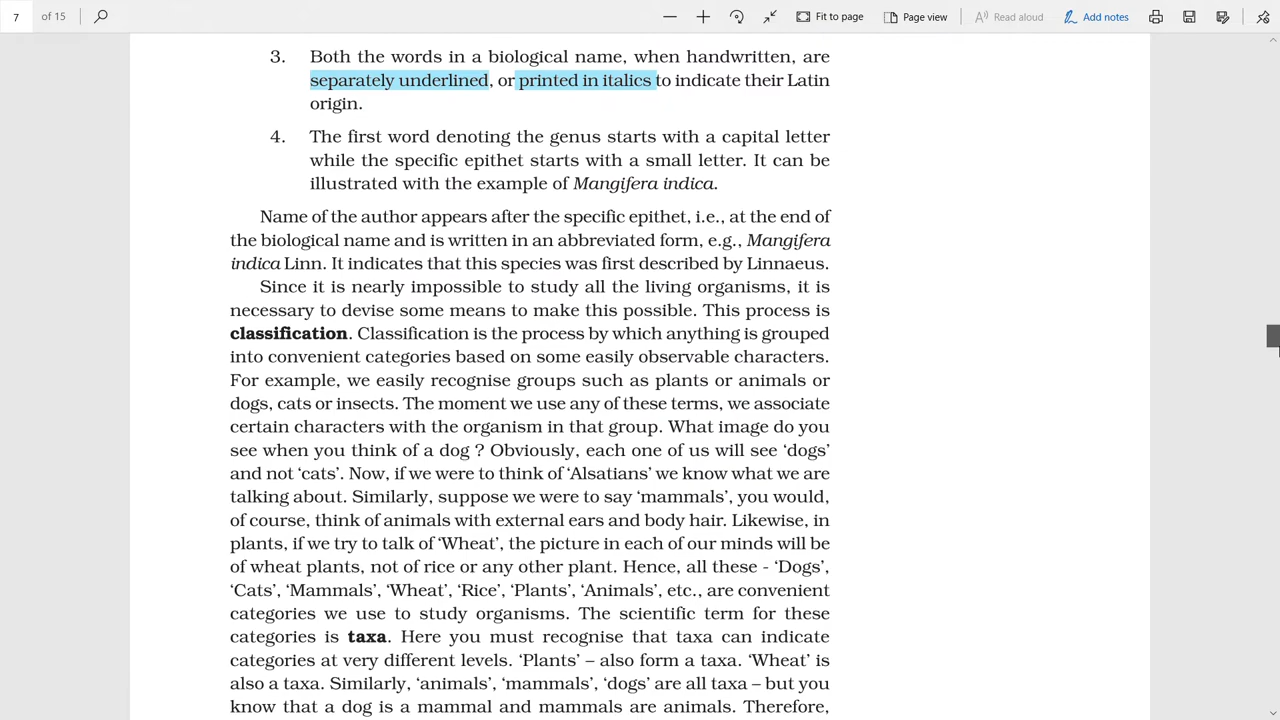 7 of 15 Fit to page Page view Read aloud Add notes
3. Both the words in a biological name, when handwritten, are
separately underlined, or printed in italics to indicate their Latin
origin.
4. The first word denoting the genus starts with a capital letter
while the specific epithet starts with a small letter. It can be
illustrated with the example of Mangifera indica.
Name of the author appears after the specific epithet, i.e., at the end of
the biological name and is written in an abbreviated form, e.g., Mangifera
indica Linn. It indicates that this species was first described by Linnaeus.
Since it is nearly impossible to study all the living organisms, it is
necessary to devise some means to make this possible. This process is
classification. Classification is the process by which anything is grouped
into convenient categories based on some easily observable characters.
For example, we easily recognise groups such as plants or animals or
dogs, cats or insects. The moment we use any of these terms, we associate
certain characters with the organism in that group. What image do you
see when you think of a dog ? Obviously, each one of us will see ‘dogs’
and not ‘cats’. Now, if we were to think of ‘Alsatians’ we know what we are
talking about. Similarly, suppose we were to say ‘mammals’, you would,
of course, think of animals with external ears and body hair. Likewise, in
plants, if we try to talk of ‘Wheat’, the picture in each of our minds will be
of wheat plants, not of rice or any other plant. Hence, all these - ‘Dogs’,
‘Cats’, ‘Mammals’, ‘Wheat’, ‘Rice’, ‘Plants’, ‘Animals’, etc., are convenient
categories we use to study organisms. The scientific term for these
categories is taxa. Here you must recognise that taxa can indicate
categories at very different levels. ‘Plants’ – also form a taxa. ‘Wheat’ is
also a taxa. Similarly, ‘animals’, ‘mammals’, ‘dogs’ are all taxa – but you
know that a dog is a mammal and mammals are animals. Therefore,